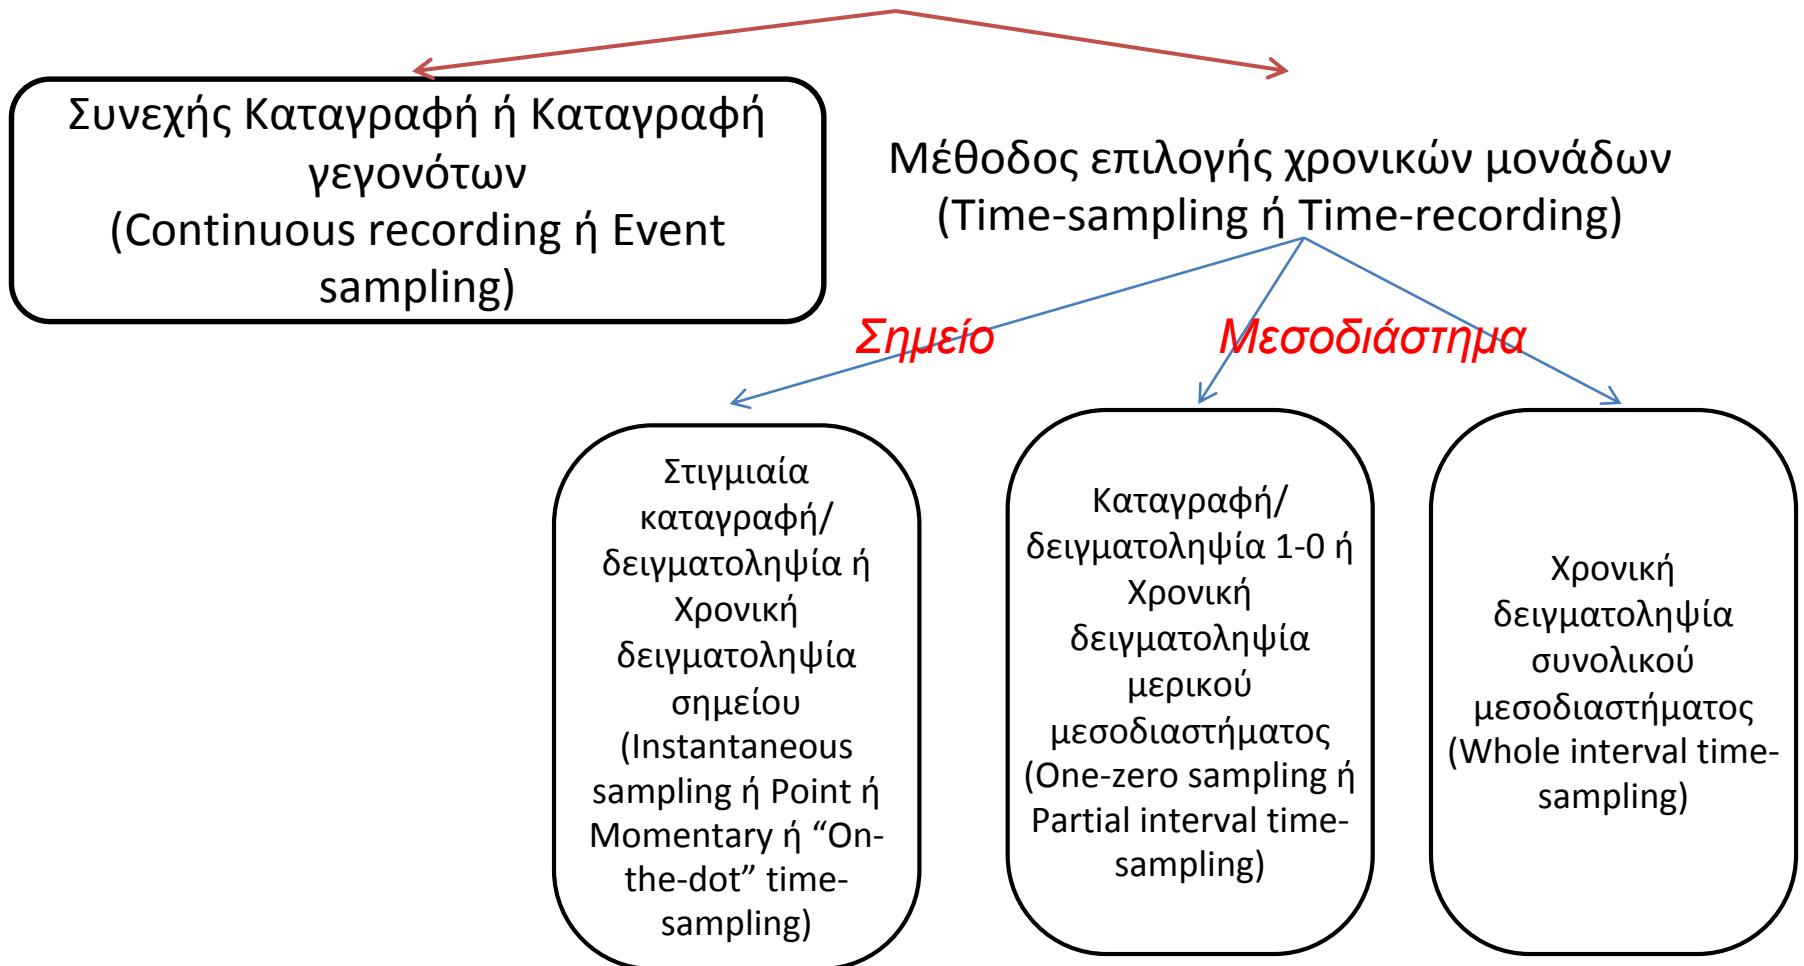 Συνεχής Καταγραφή ή Καταγραφή
γεγονότων
(Continuous recording ή Event
sampling)
Μέθοδος επιλογής χρονικών μονάδων
(Time-sampling ή Time-recording)
Σημείο
Μεσοδιάστημα
Στιγμιαία
καταγραφή/
δειγματοληψία ή
Χρονική
δειγματοληψία
σημείου
(Instantaneous
sampling ή Point ή
Momentary ή “On-
the-dot” time-
sampling)
Καταγραφή/
δειγματοληψία 1-0 ή
Χρονική
δειγματοληψία
μερικού
μεσοδιαστήματος
(One-zero sampling ή
Partial interval time-
sampling)
Χρονική
δειγματοληψία
συνολικού
μεσοδιαστήματος
(Whole interval time-
sampling)